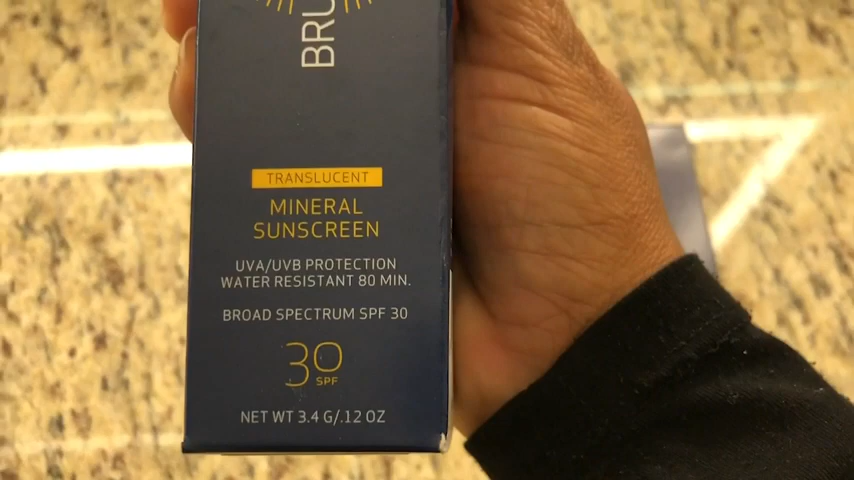 BRU
TRANSLUCENT
MINERAL
SUNSCREEN
UVA/UVB PROTECTION
WATER RESISTANT 80 MIN.
BROAD SPECTRUM SPF 30
30
SPF
NET WT 3.4 G/.12 OZ